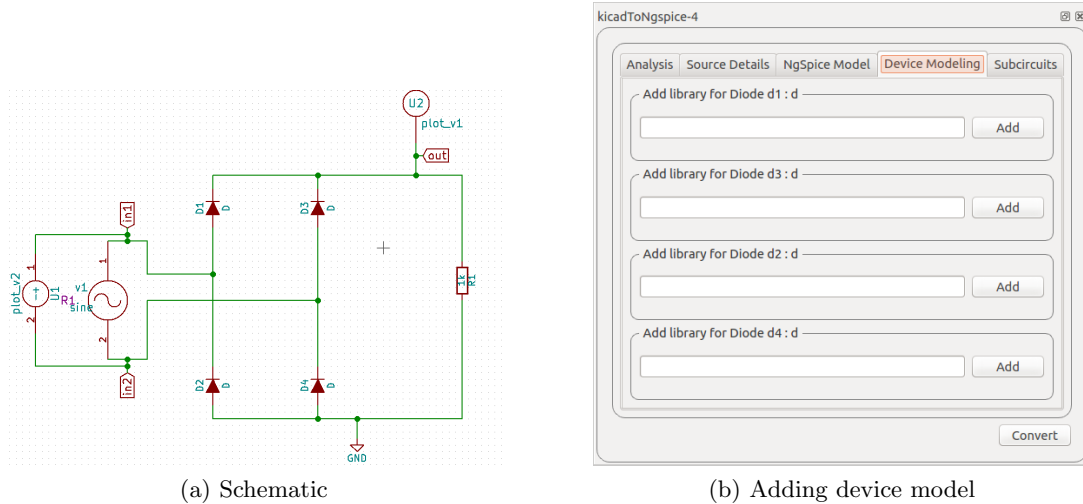 kicadToNgspice-4
Analysis Source Details NgSpice Model Device Modeling Subcircuits
Add library for Diode d1 : d
Add
Add library for Diode d3 : d
Add
Add library for Diode d2 : d
Add
Add library for Diode d4 : d
Add
Convert
U2
plot_v1
out
D1
D
D3
D
in1
1
1
plot_v2
U1
v1
R1
sine
1k
R1
2
2
in2
D2
D
D4
D
GND
(a) Schematic
(b) Adding device model